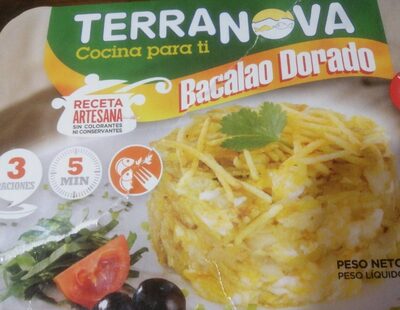 TERRANOVA
Cocina para ti
Bacalao Dorado
RECETA
ARTESANA
SIN COLORANTES
NI CONSERVANTES
3
RACIONES
5
MIN
PESO NETO
PESO LÍQUIDO